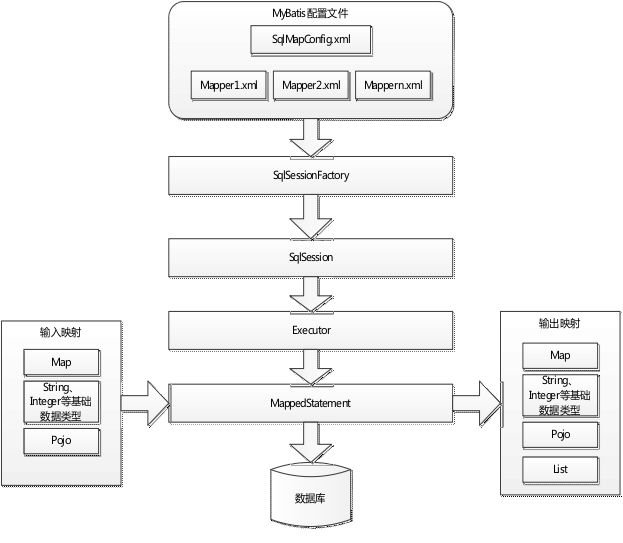 MyBatis配置文件
SqlMapConfig.xml
Mapper1.xml
Mapper2.xml
Mappern.xml
SqlSessionFactory
SqlSession
Executor
输入映射
Map
String、
Integer等基础
数据类型
Pojo
MappedStatement
输出映射
Map
String、
Integer等基础
数据类型
Pojo
List
数据库